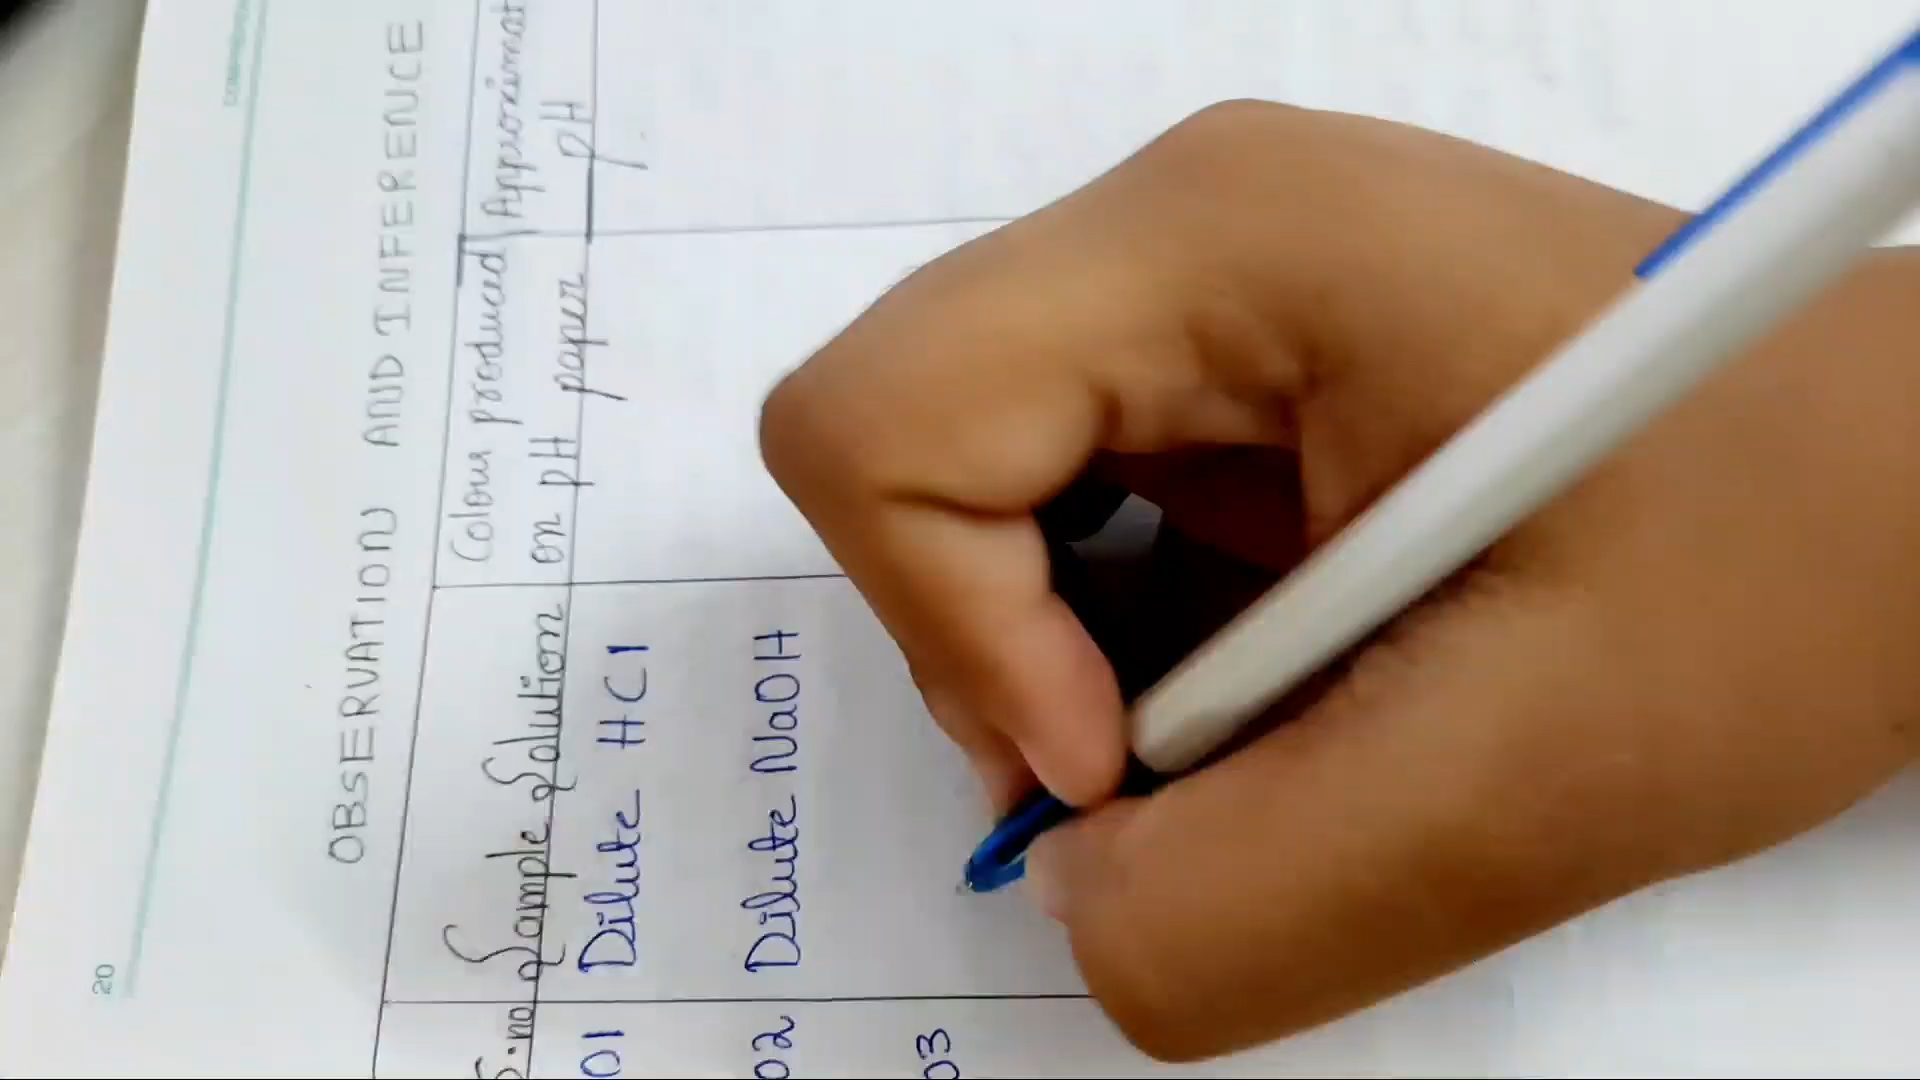 20
OBSERVATION AND INFERENCE
S.no
Sample Solution
Colour produced
on pH paper
Approximat
pH
01 Dilute HCl
02 Dilute NaOH
03